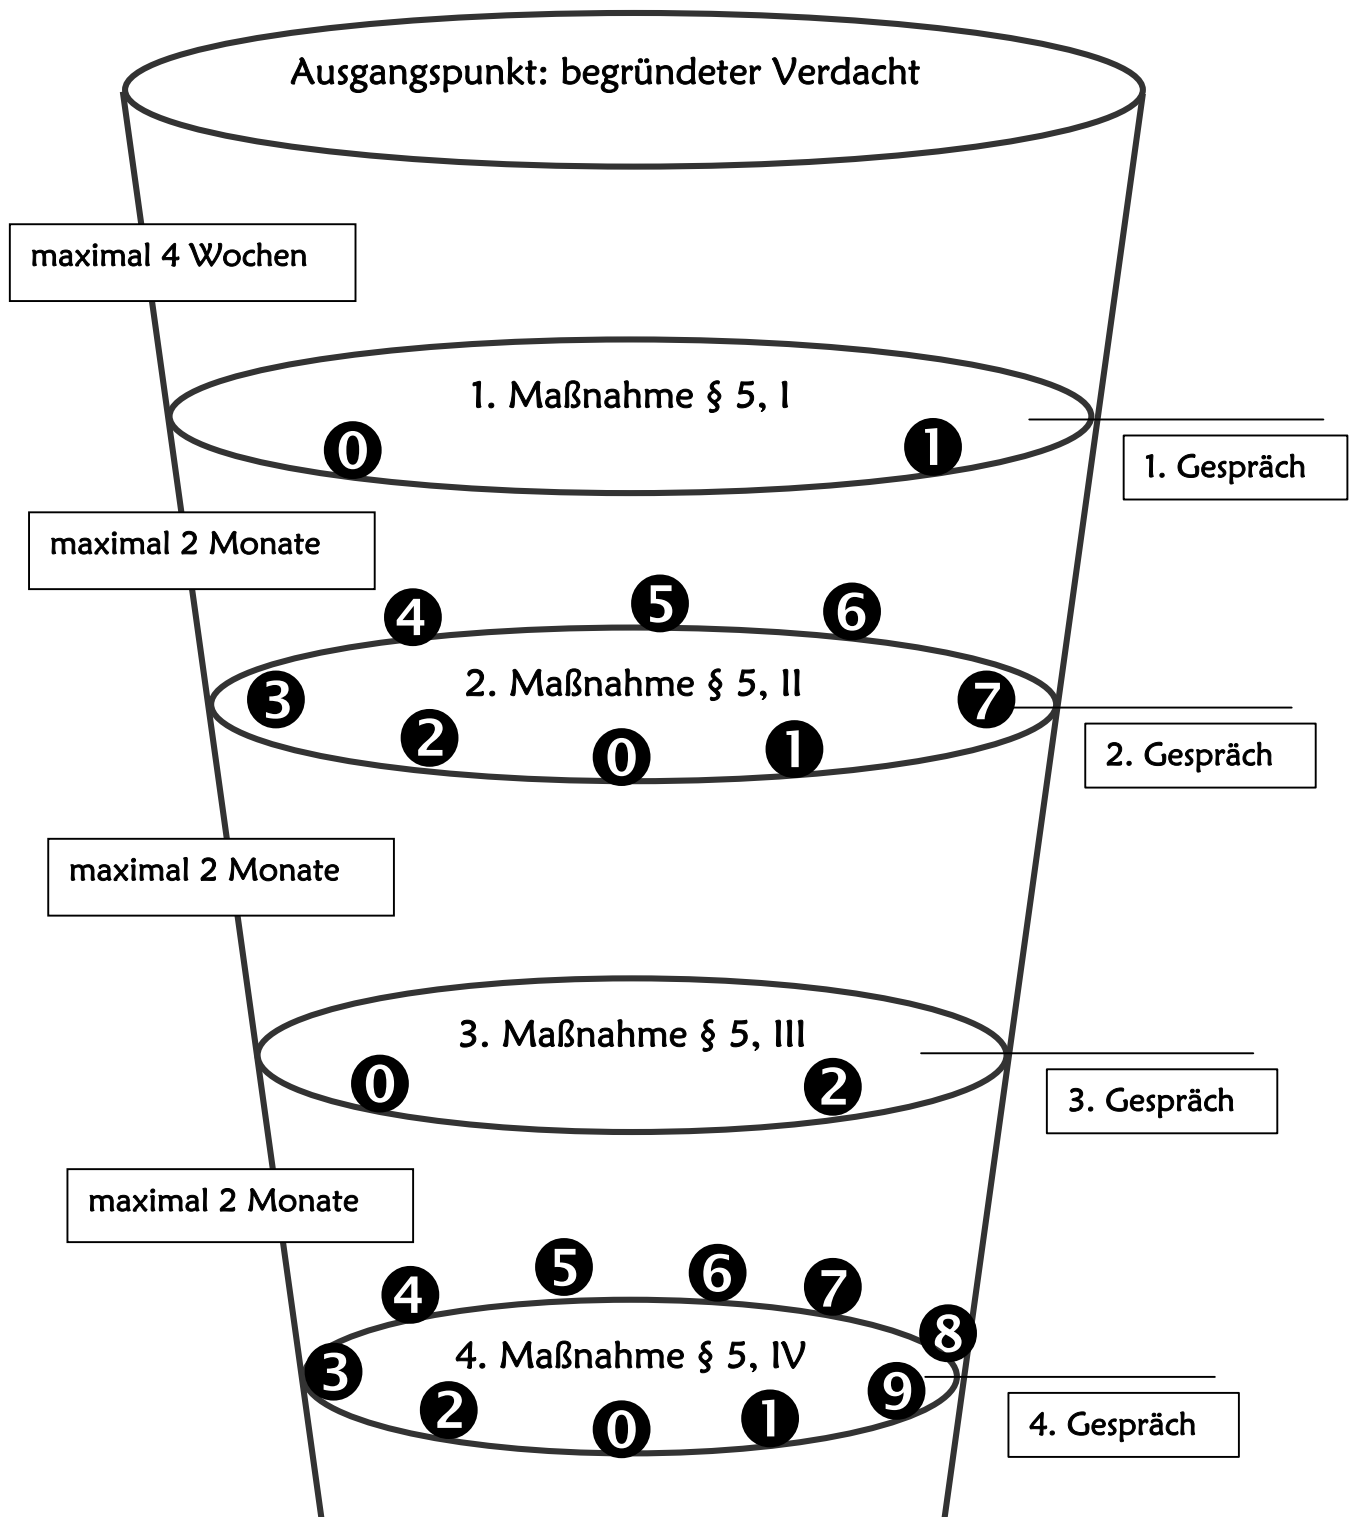 Ausgangspunkt: begründeter Verdacht
maximal 4 Wochen
1. Maßnahme § 5, I
0 1
1. Gespräch
maximal 2 Monate
4 5 6
3 2. Maßnahme § 5, II 7
2 0 1
2. Gespräch
maximal 2 Monate
3. Maßnahme § 5, III
0 2
3. Gespräch
maximal 2 Monate
4 5 6 7
8
3 4. Maßnahme § 5, IV
2 0 1 9
4. Gespräch